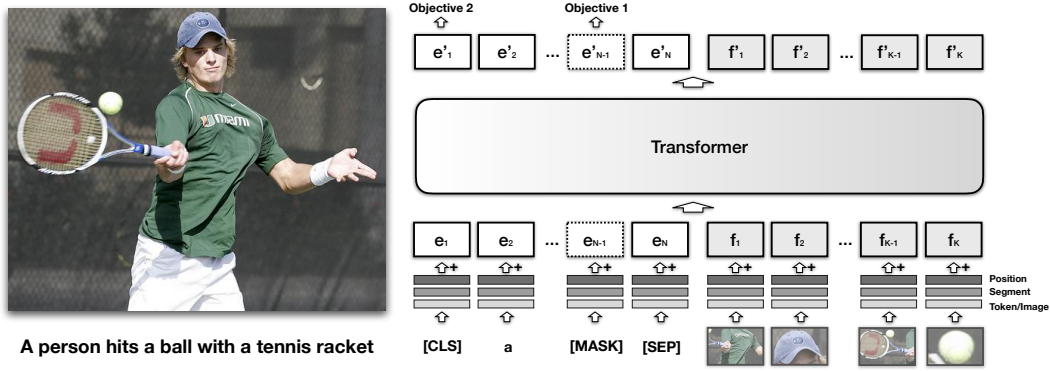 Objective 2
Objective 1
e'1 e'2 ... e'N-1 e'N f'1 f'2 ... f'K-1 f'K
Transformer
e1 e2 ... eN-1 eN f1 f2 ... fK-1 fK
+ + + + + + + +
Position
Segment
Token/Image
[CLS] a [MASK] [SEP]
A person hits a ball with a tennis racket
U MIAMI